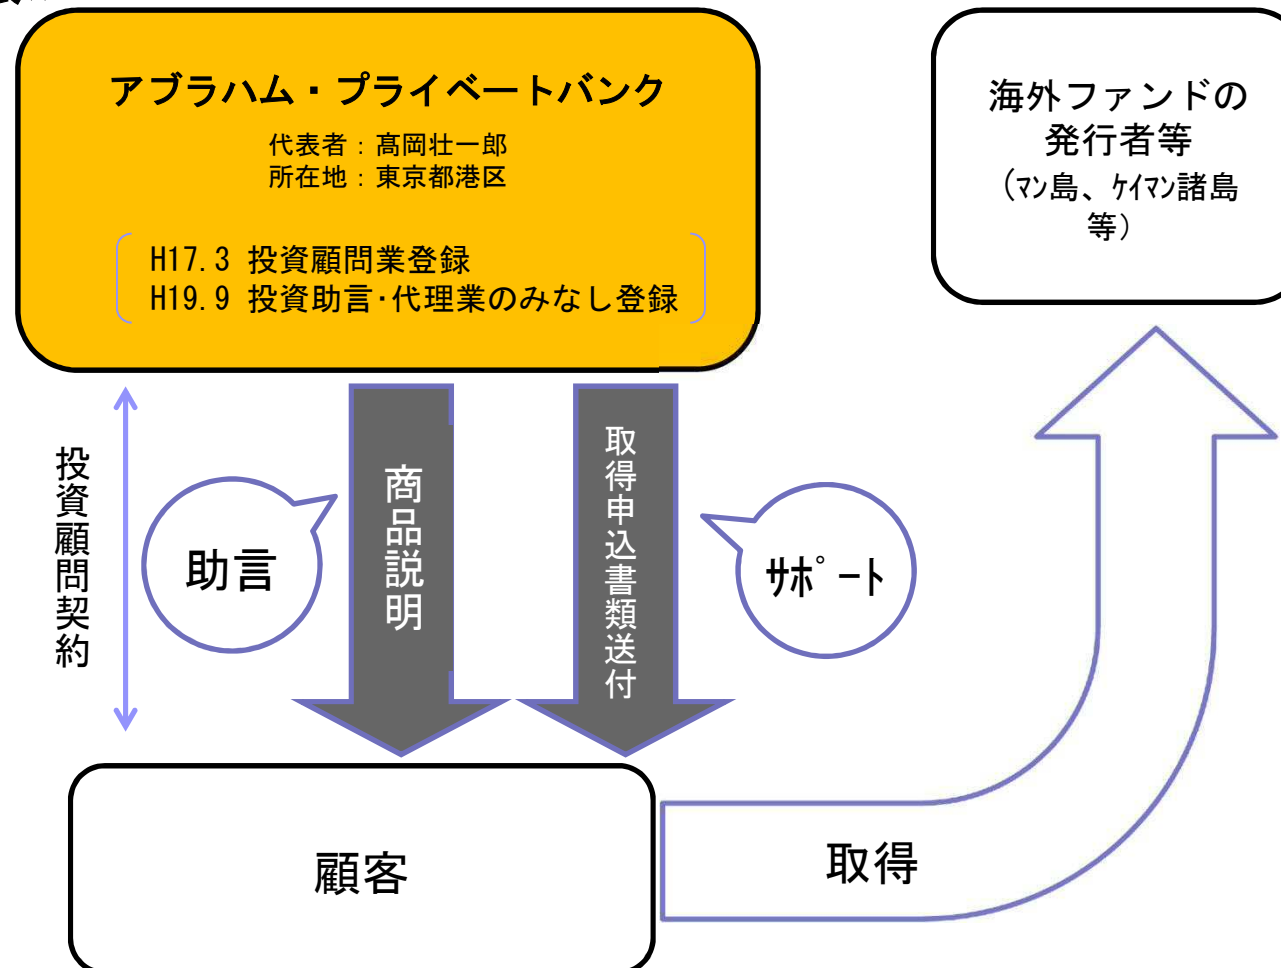 アブラハム・プライベートバンク
代表者：髙岡壮一郎
所在地：東京都港区
H17.3 投資顧問業登録
H19.9 投資助言･代理業のみなし登録
海外ファンドの
発行者等
（ﾏﾝ島、ｹｲﾏﾝ諸島
等）
投資顧問契約
助言
商品説明
取得申込書類送付
ｻﾎﾟｰﾄ
顧客
取得